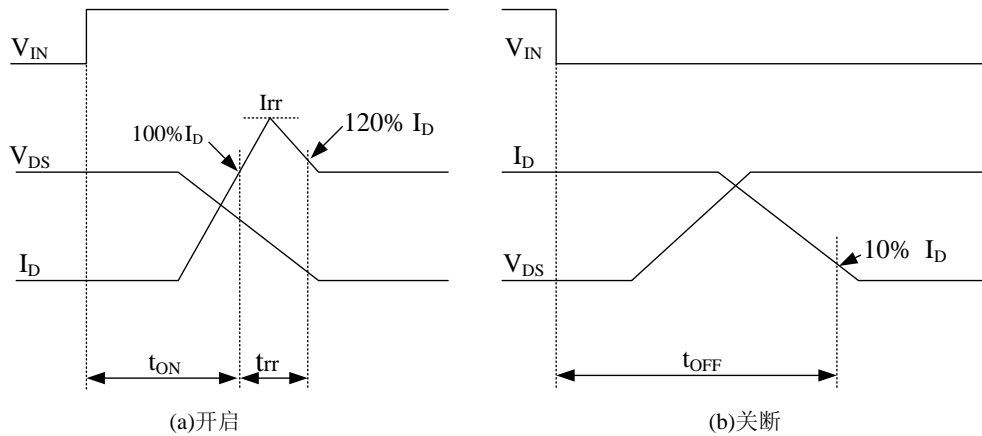 V_IN
Irr
100%I_D
120% I_D
V_DS
I_D
t_ON
trr
(a)开启
V_IN
I_D
V_DS
10% I_D
t_OFF
(b)关断